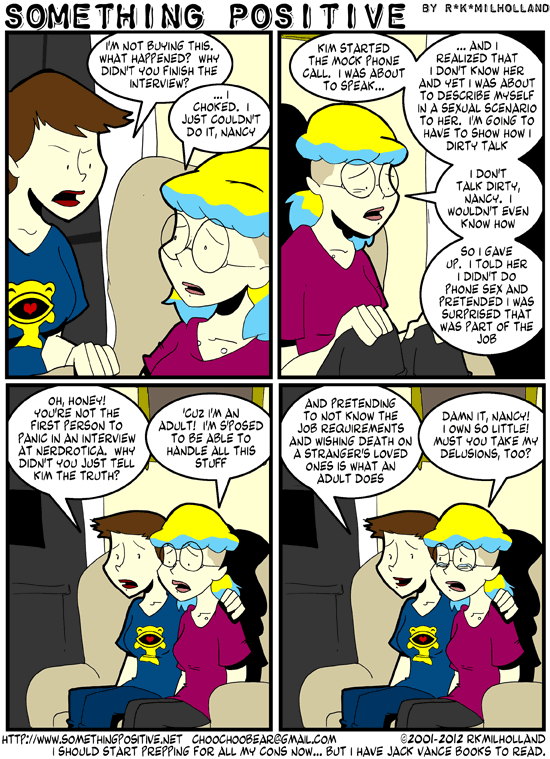 SOMETHING POSITIVE
BY R*K*MILHOLLAND
I'M NOT BUYING THIS.
WHAT HAPPENED? WHY
DIDN'T YOU FINISH THE
INTERVIEW?
... I
CHOKED. I
JUST COULDN'T
DO IT, NANCY
KIM STARTED
THE MOCK PHONE
CALL. I WAS ABOUT
TO SPEAK...
... AND I
REALIZED THAT
I DON'T KNOW HER
AND YET I WAS ABOUT
TO DESCRIBE MYSELF
IN A SEXUAL SCENARIO
TO HER. I'M GOING TO
HAVE TO SHOW HOW I
DIRTY TALK
I DON'T
TALK DIRTY,
NANCY. I
WOULDN'T EVEN
KNOW HOW
SO I GAVE
UP. I TOLD HER
I DIDN'T DO
PHONE SEX AND
PRETENDED I WAS
SURPRISED THAT
WAS PART OF THE
JOB
OH, HONEY!
YOU'RE NOT THE
FIRST PERSON TO
PANIC IN AN INTERVIEW
AT NERDROTICA. WHY
DIDN'T YOU JUST TELL
KIM THE TRUTH?
'CUZ I'M AN
ADULT! I'M S'POSED
TO BE ABLE TO
HANDLE ALL THIS
STUFF
AND PRETENDING
TO NOT KNOW THE
JOB REQUIREMENTS
AND WISHING DEATH ON
A STRANGER'S LOVED
ONES IS WHAT AN
ADULT DOES
DAMN IT, NANCY!
I OWN SO LITTLE!
MUST YOU TAKE MY
DELUSIONS, TOO?
HTTP://WWW.SOMETHINGPOSITIVE.NET CHOOCHOOBEAR@GMAIL.COM ©2001-2012 RKMILHOLLAND
I SHOULD START PREPPING FOR ALL MY CONS NOW... BUT I HAVE JACK VANCE BOOKS TO READ.